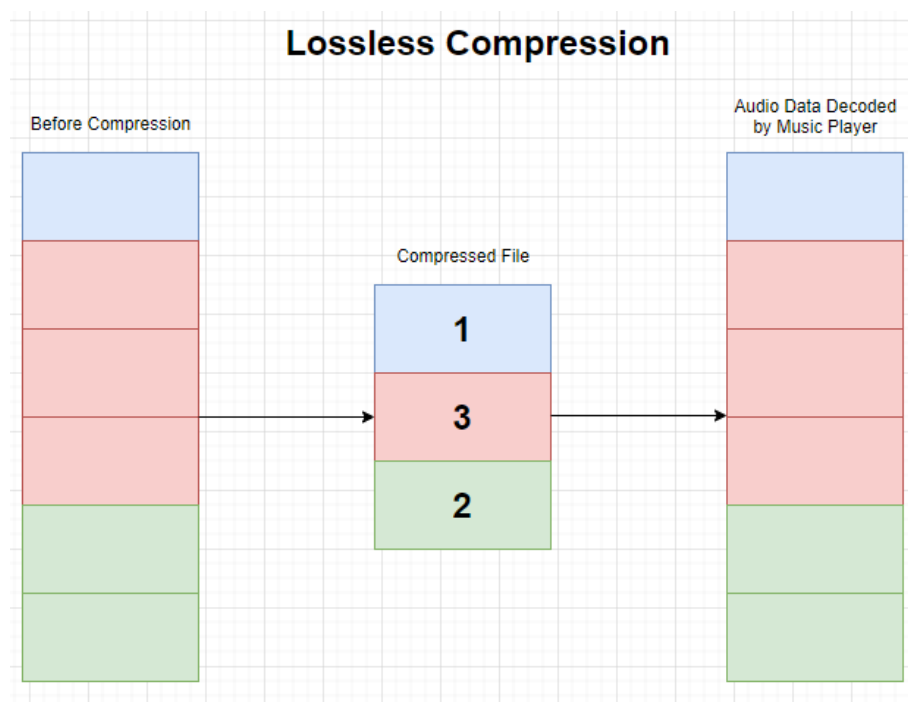 Lossless Compression
Before Compression
Audio Data Decoded
by Music Player
Compressed File
1
3
2